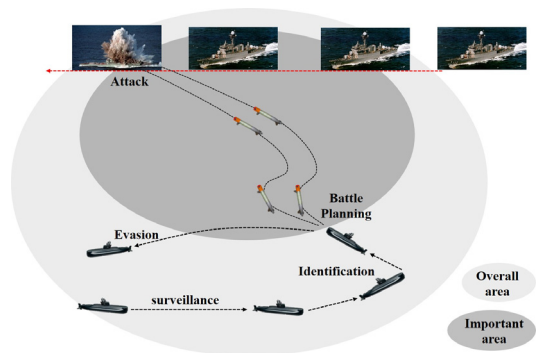 Attack
Battle
Planning
Evasion
Identification
surveillance
Overall
area
Important
area